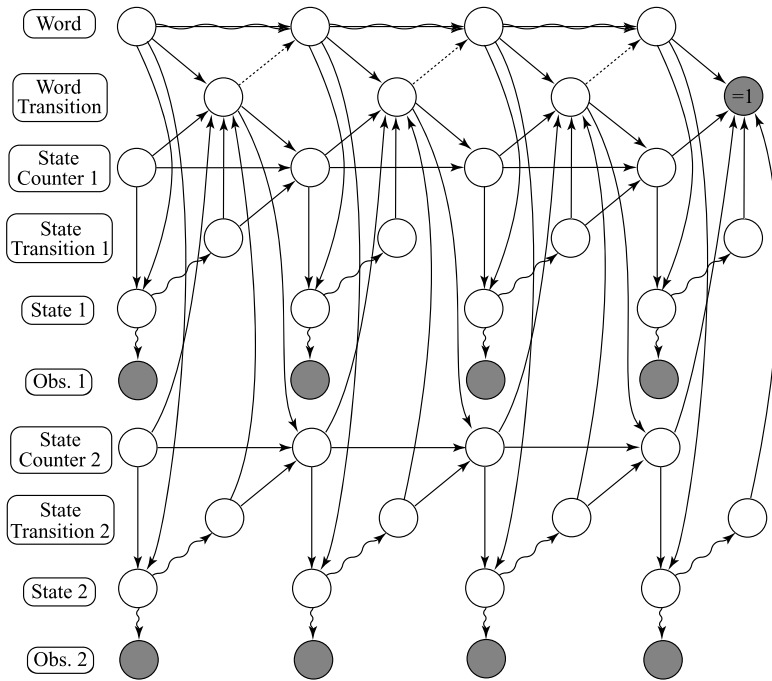 Word
Word
Transition
=1
State
Counter 1
State
Transition 1
State 1
Obs. 1
State
Counter 2
State
Transition 2
State 2
Obs. 2